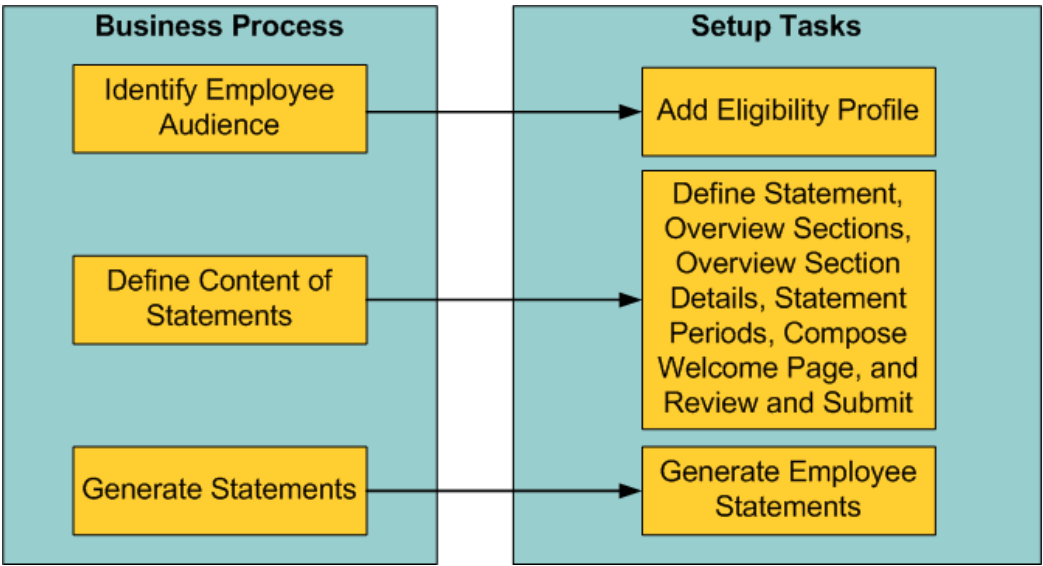 Business Process
Identify Employee
Audience
Define Content of
Statements
Generate Statements
Setup Tasks
Add Eligibility Profile
Define Statement,
Overview Sections,
Overview Section
Details, Statement
Periods, Compose
Welcome Page, and
Review and Submit
Generate Employee
Statements